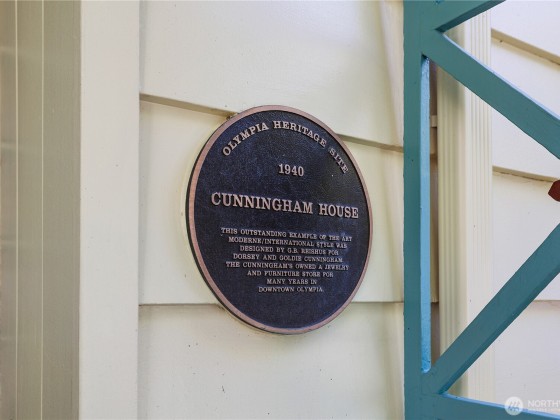 OLYMPIA HERITAGE SITE
1940
CUNNINGHAM HOUSE
THIS OUTSTANDING EXAMPLE OF THE ART
MODERNE/INTERNATIONAL STYLE WAS
DESIGNED BY G.B. REISHUS FOR
DORSEY AND GOLDIE CUNNINGHAM.
THE CUNNINGHAM'S OWNED A JEWELRY
AND FURNITURE STORE FOR
MANY YEARS IN
DOWNTOWN OLYMPIA.